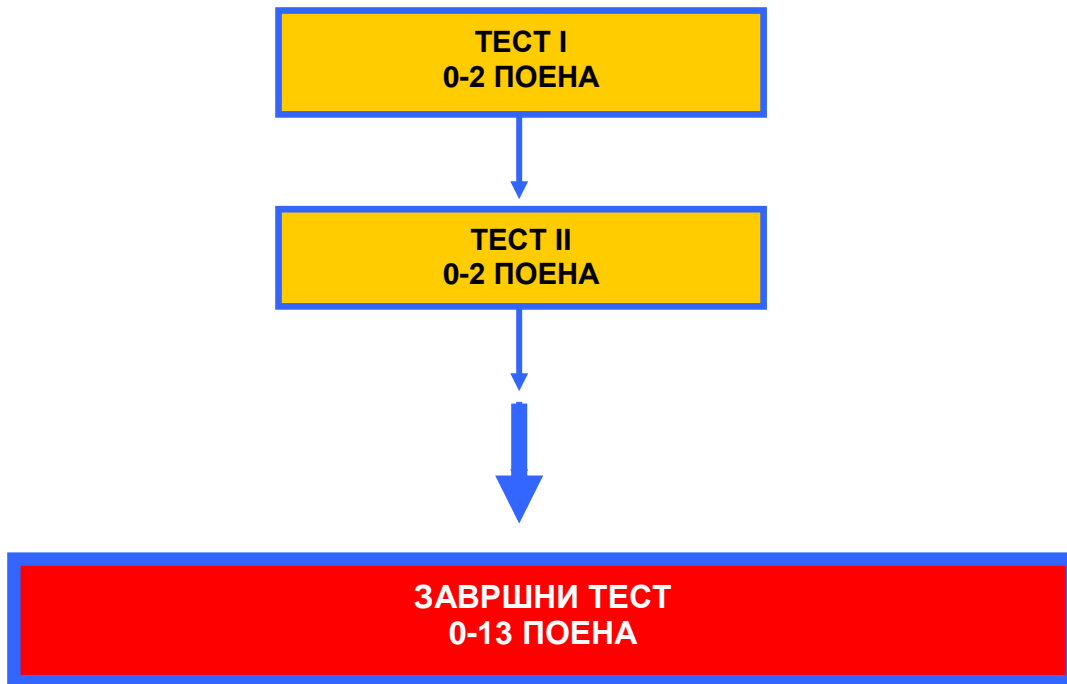 ТЕСТ I
0-2 ПОЕНА
ТЕСТ II
0-2 ПОЕНА
ЗАВРШНИ ТЕСТ
0-13 ПОЕНА